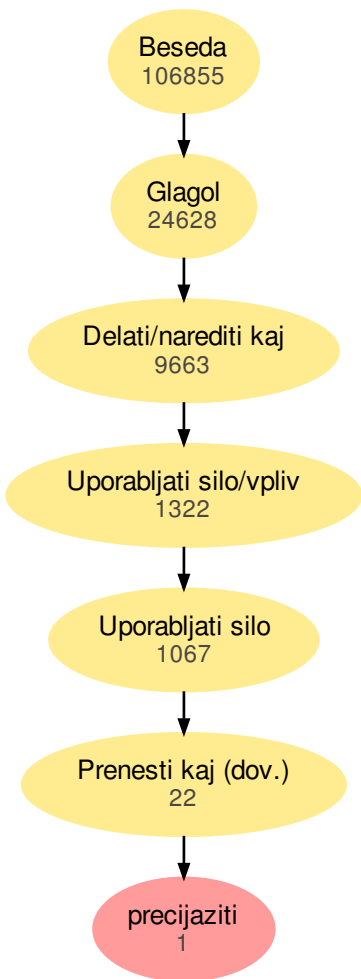 Beseda
106855
Glagol
24628
Delati/narediti kaj
9663
Uporabljati silo/vpliv
1322
Uporabljati silo
1067
Prenesti kaj (dov.)
22
precijaziti
1